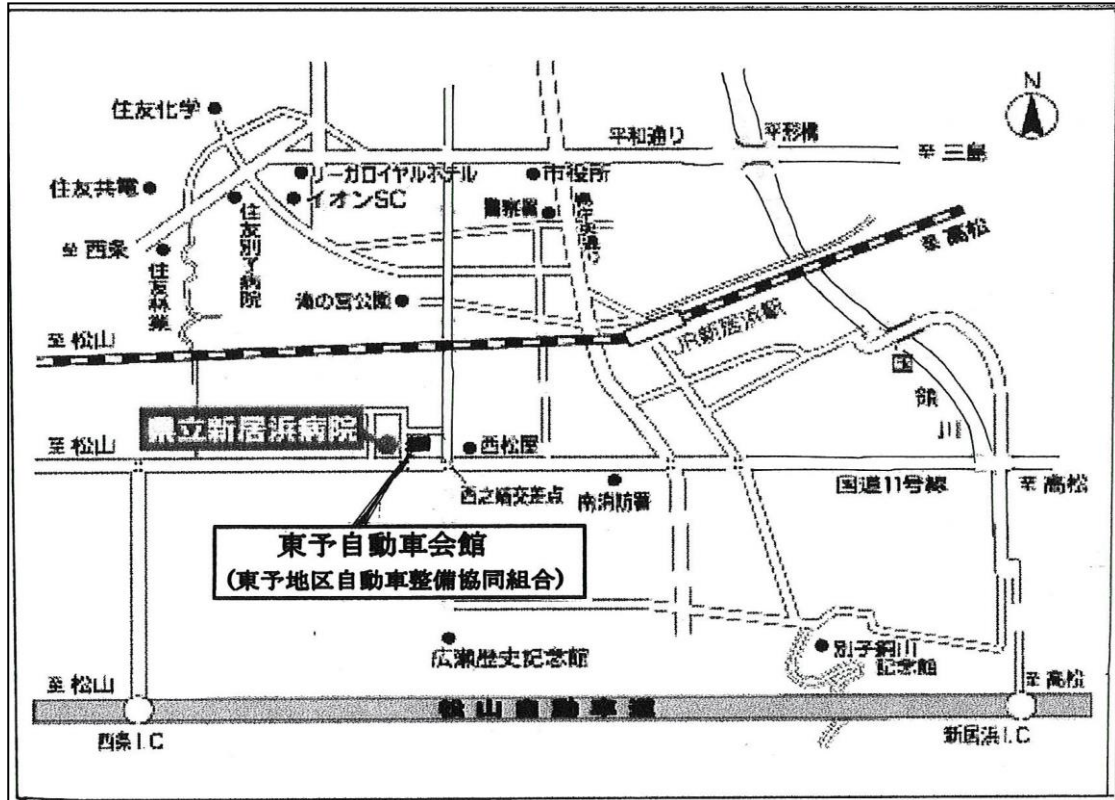 N
住友化学
平和通り
平形橋
至 三島
住友共電
リーガロイヤルホテル
市役所
イオンSC
警察署
至 西条
住友林業
住友別子病院
至 高松
滝の宮公園
JR新居浜駅
至 松山
国領川
県立新居浜病院
至 松山
西松屋
西之端交差点
南消防署
国道11号線
至 高松
東予自動車会館
(東予地区自動車整備協同組合)
広瀬歴史記念館
別子銅山
記念館
至 松山
至 高松
松山自動車道
西条I.C
新居浜I.C